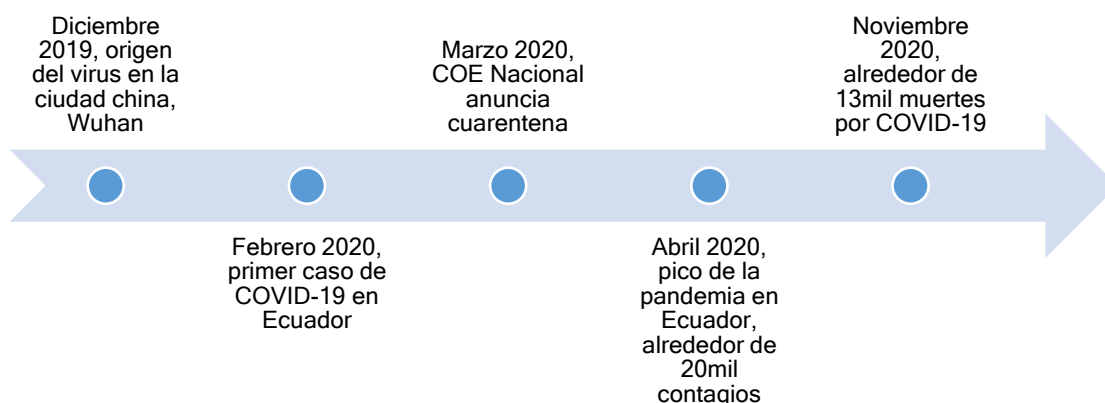 Diciembre
2019, origen
del virus en la
ciudad china,
Wuhan
Febrero 2020,
primer caso de
COVID-19 en
Ecuador
Marzo 2020,
COE Nacional
anuncia
cuarentena
Abril 2020,
pico de la
pandemia en
Ecuador,
alrededor de
20mil
contagios
Noviembre
2020,
alrededor de
13mil muertes
por COVID-19